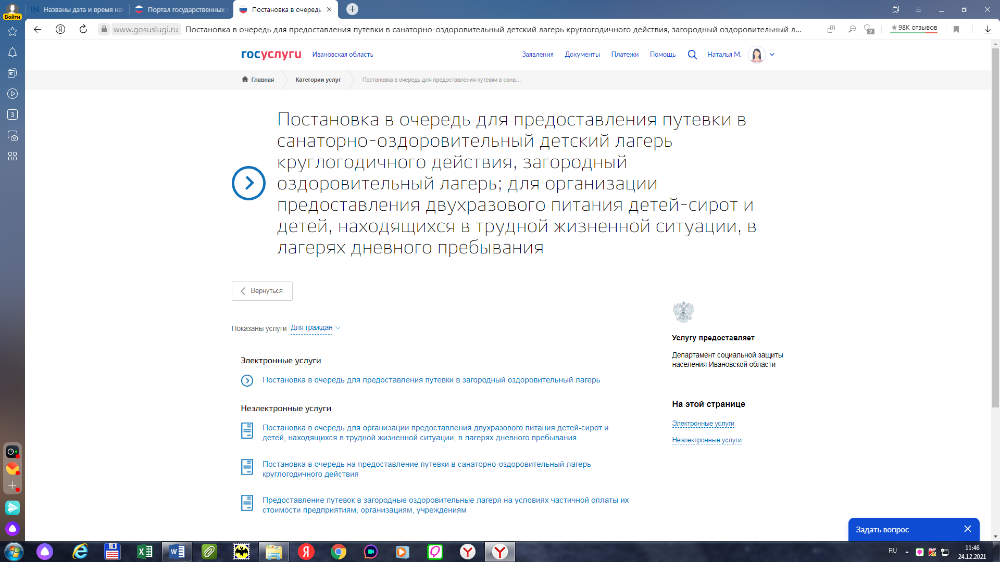 Войти
Названы дата и время на
Портал государственных
Постановка в очередь
www.gosuslugi.ru
Постановка в очередь для предоставления путевки в санаторно-оздоровительный детский лагерь круглогодичного действия, загородный оздоровительный л...
2
★98K отзывов
3
госуслуги
Ивановская область
Заявления
Документы
Платежи
Помощь
Наталья М.
Главная
Категории услуг
Постановка в очередь для предоставления путевки в сана...
Постановка в очередь для предоставления путевки в
санаторно-оздоровительный детский лагерь
круглогодичного действия, загородный
оздоровительный лагерь; для организации
предоставления двухразового питания детей-сирот и
детей, находящихся в трудной жизненной ситуации, в
лагерях дневного пребывания
Вернуться
Показаны услуги Для граждан
Электронные услуги
Постановка в очередь для предоставления путевки в загородный оздоровительный лагерь
Неэлектронные услуги
Постановка в очередь для организации предоставления двухразового питания детей-сирот и
детей, находящихся в трудной жизненной ситуации, в лагерях дневного пребывания
Постановка в очередь на предоставление путевки в санаторно-оздоровительный лагерь
круглогодичного действия
Предоставление путевок в загородные оздоровительные лагеря на условиях частичной оплаты их
стоимости предприятиям, организациям, учреждениям
Услугу предоставляет
Департамент социальной защиты
населения Ивановской области
На этой странице
Электронные услуги
Неэлектронные услуги
Задать вопрос
RU
11:46
24.12.2021